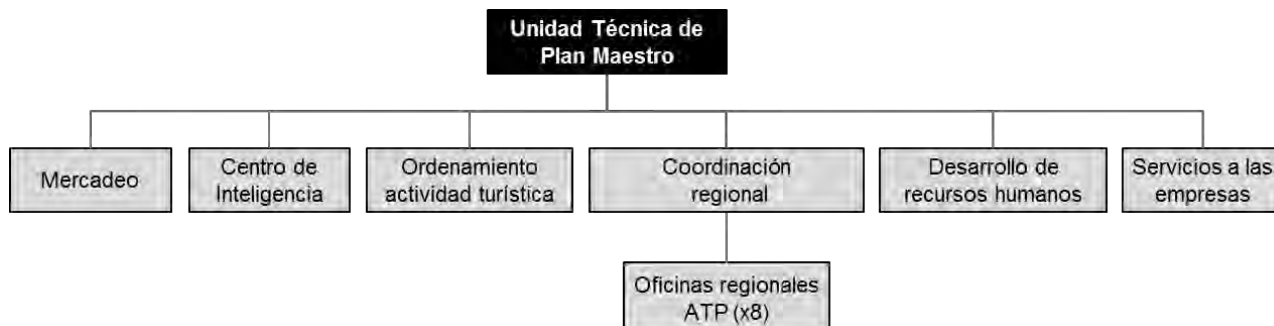 Unidad Técnica de
Plan Maestro
Mercadeo
Centro de
Inteligencia
Ordenamiento
actividad turística
Coordinación
regional
Desarrollo de
recursos humanos
Servicios a las
empresas
Oficinas regionales
ATP (x8)